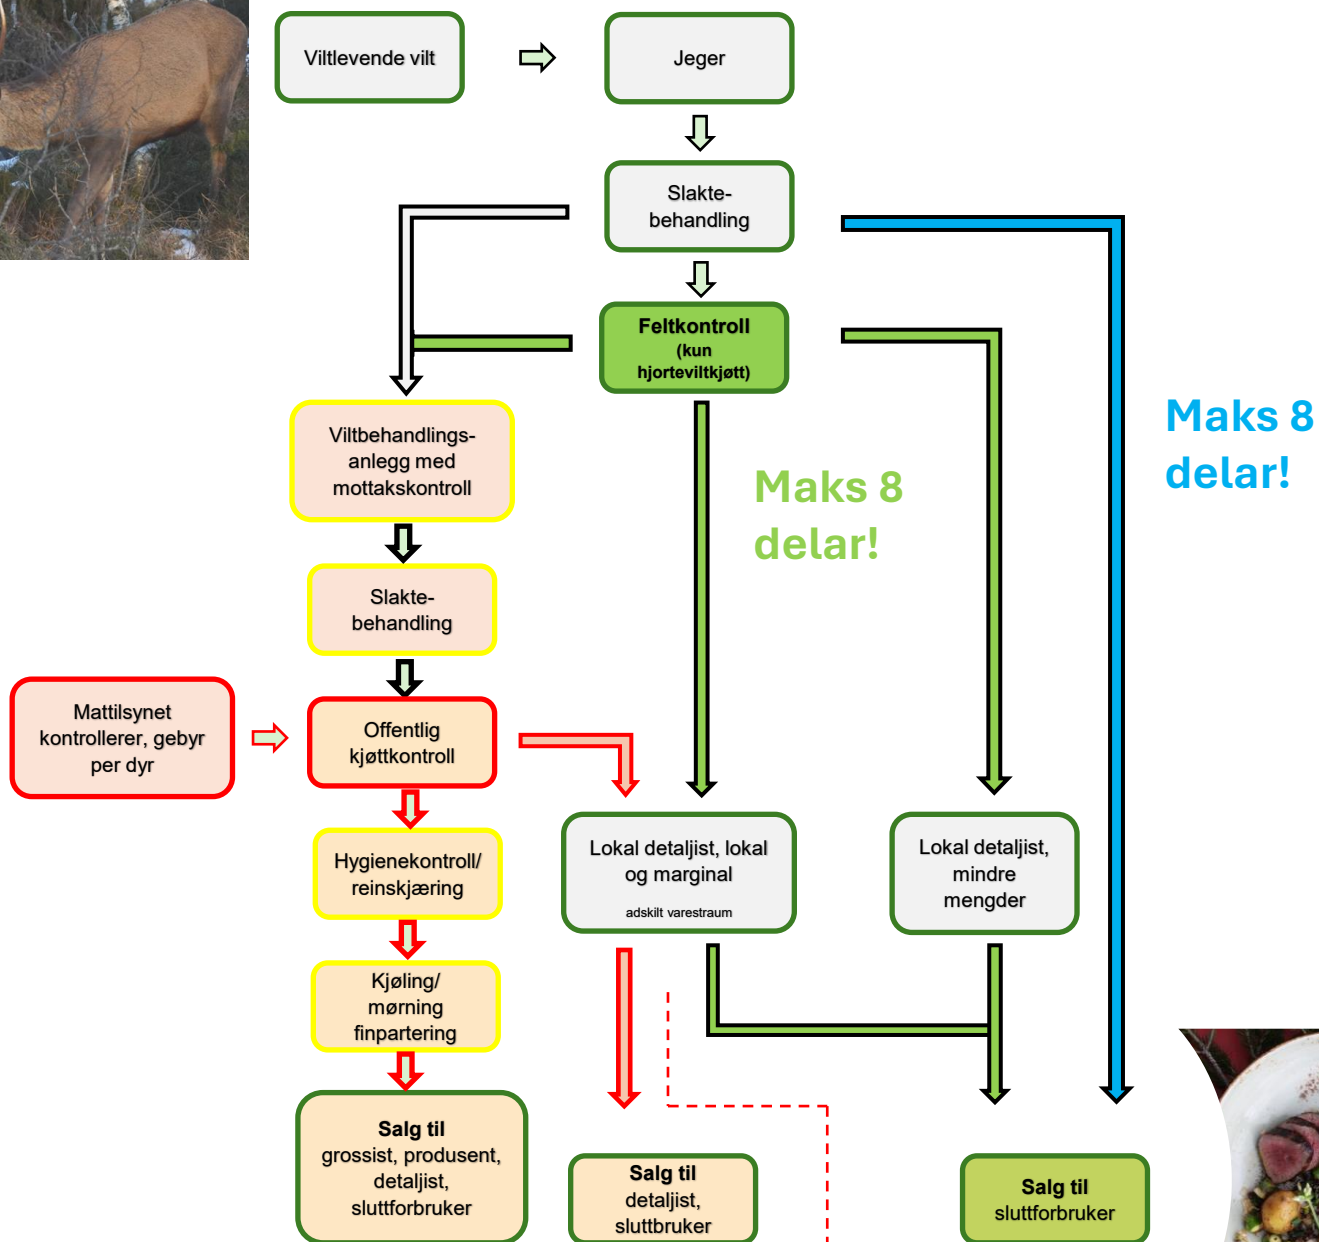 Viltlevende vilt
Jeger
Slakte-
behandling
Feltkontroll
(kun
hjorteviltkjøtt)
Maks 8
delar!
Viltbehandlings-
anlegg med
mottakskontroll
Maks 8
delar!
Slakte-
behandling
Mattilsynet
kontrollerer, gebyr
per dyr
Offentlig
kjøttkontroll
Hygienekontroll/
reinskjæring
Lokal detaljist, lokal
og marginal
adskilt varestraum
Lokal detaljist,
mindre
mengder
Kjøling/
mørning
finpartering
Salg til
grossist, produsent,
detaljist,
sluttforbruker
Salg til
detaljist,
sluttbruker
Salg til
sluttforbruker